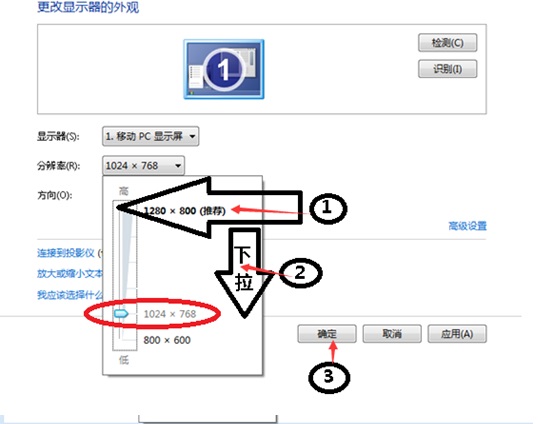 更改显示器的外观
1
检测(C)
识别(I)
显示器(S):
1. 移动 PC 显示屏
分辨率(R):
1024 × 768
方向(O):
高
1280 × 800 (推荐)
1
高级设置
下拉
2
连接到投影仪 (
放大或缩小文本
我应该选择什么
1024 × 768
800 × 600
低
确定
取消
应用(A)
3